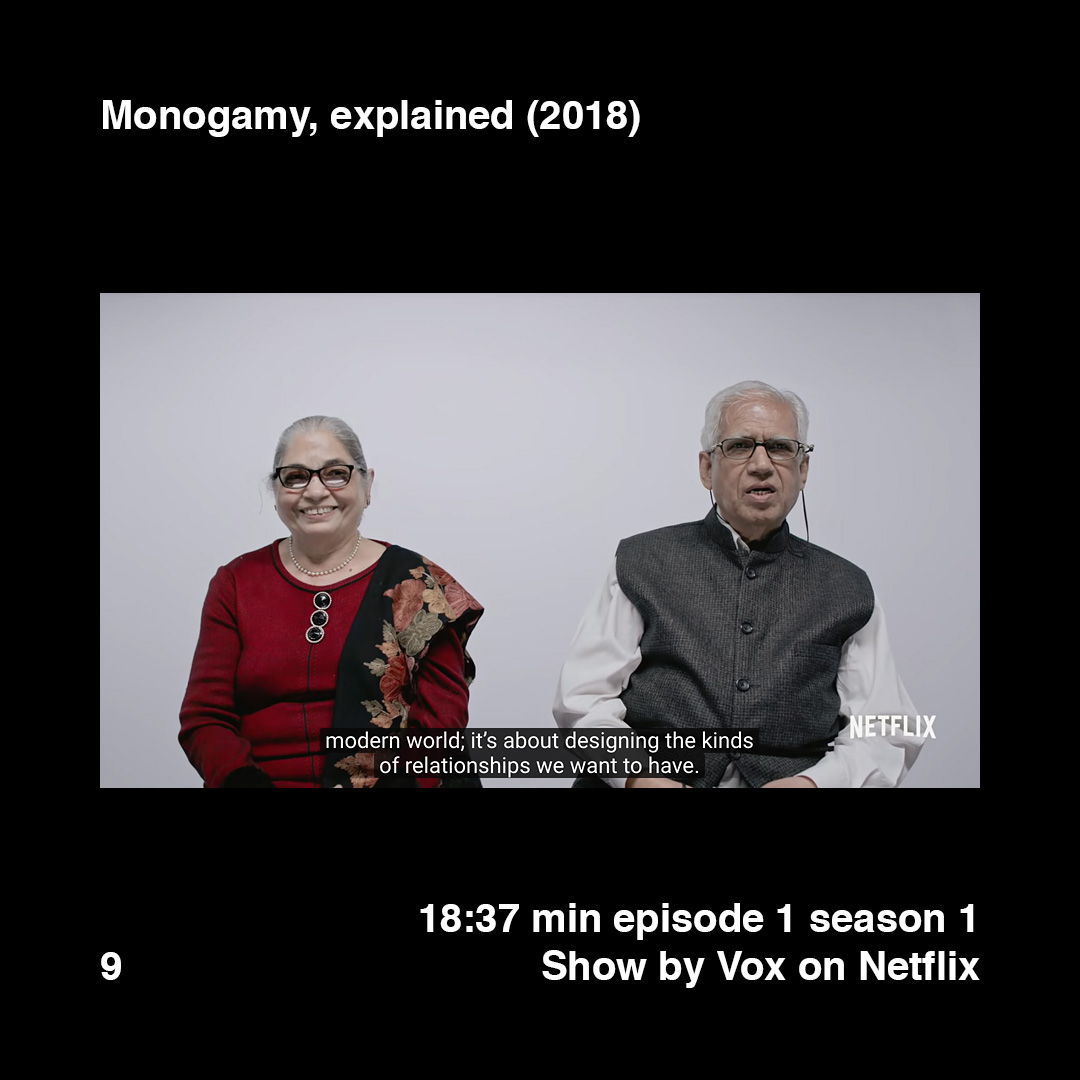 Monogamy, explained (2018)
NETFLIX
modern world; it's about designing the kinds
of relationships we want to have.
18:37 min episode 1 season 1
9
Show by Vox on Netflix